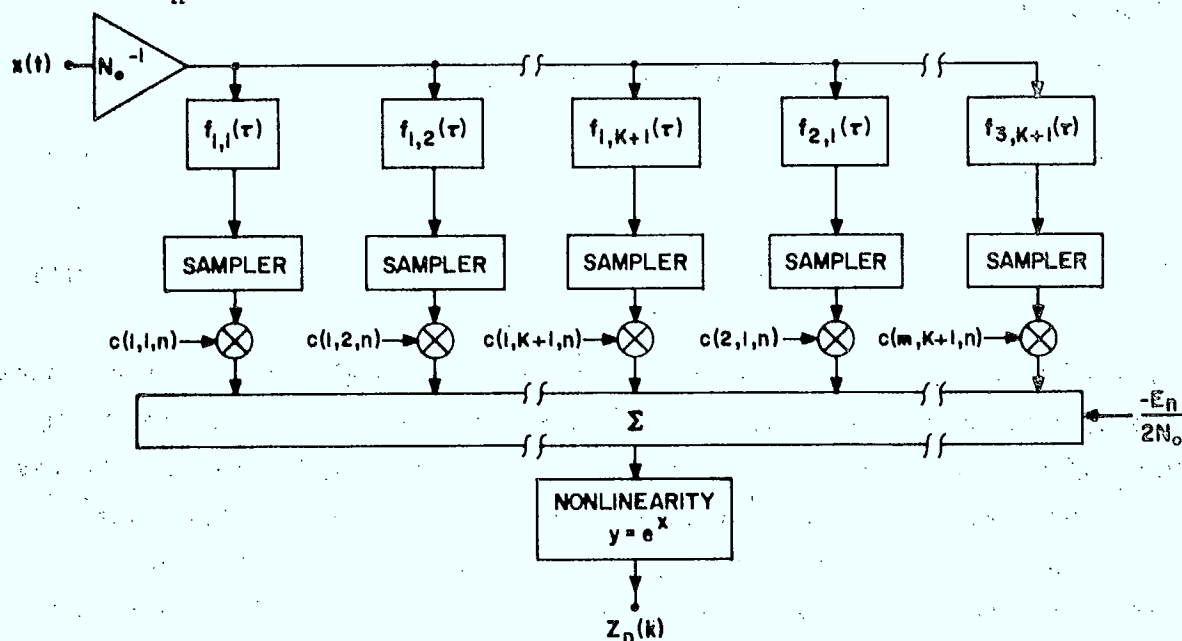 n
x(t)
N₀⁻¹
f₁,₁(τ)
f₁,₂(τ)
f₁,K+1(τ)
f₂,₁(τ)
f₃,K+1(τ)
SAMPLER
SAMPLER
SAMPLER
SAMPLER
SAMPLER
c(1,1,n)
c(1,2,n)
c(1,K+1,n)
c(2,1,n)
c(m,K+1,n)
Σ
-Eₙ
2N₀
NONLINEARITY
y = eˣ
Zₙ(k)